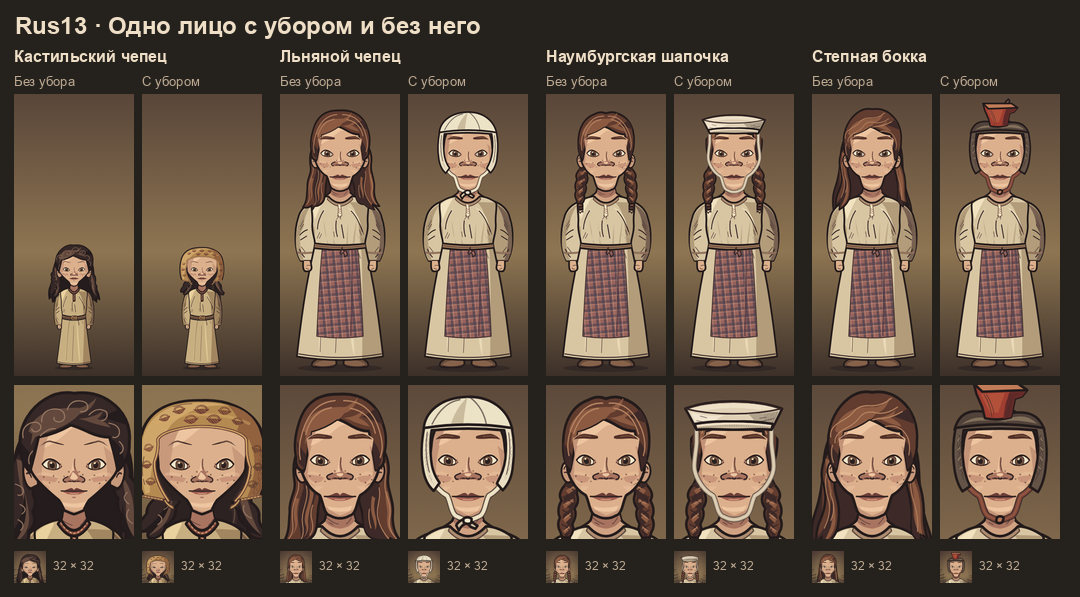 Rus13 · Одно лицо с убором и без него
Кастильский чепец
Льняной чепец
Наумбургская шапочка
Степная бокка
Без убора
С убором
Без убора
С убором
Без убора
С убором
Без убора
С убором
32 × 32
32 × 32
32 × 32
32 × 32
32 × 32
32 × 32
32 × 32
32 × 32